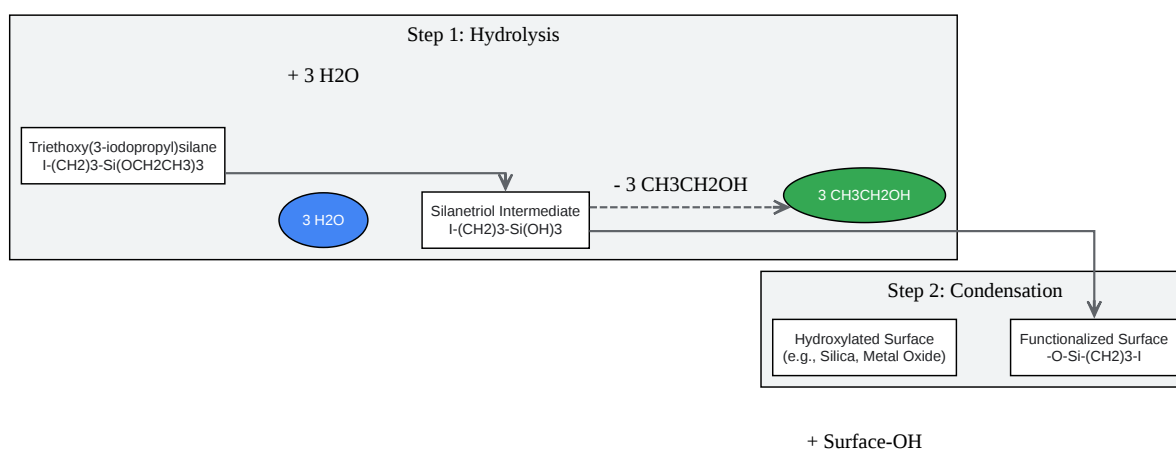 Step 1: Hydrolysis
+ 3 H2O
Triethoxy(3-iodopropyl)silane
I-(CH2)3-Si(OCH2CH3)3
3 H2O
Silanetriol Intermediate
I-(CH2)3-Si(OH)3
- 3 CH3CH2OH
3 CH3CH2OH
Step 2: Condensation
Hydroxylated Surface
(e.g., Silica, Metal Oxide)
Functionalized Surface
-O-Si-(CH2)3-I
+ Surface-OH